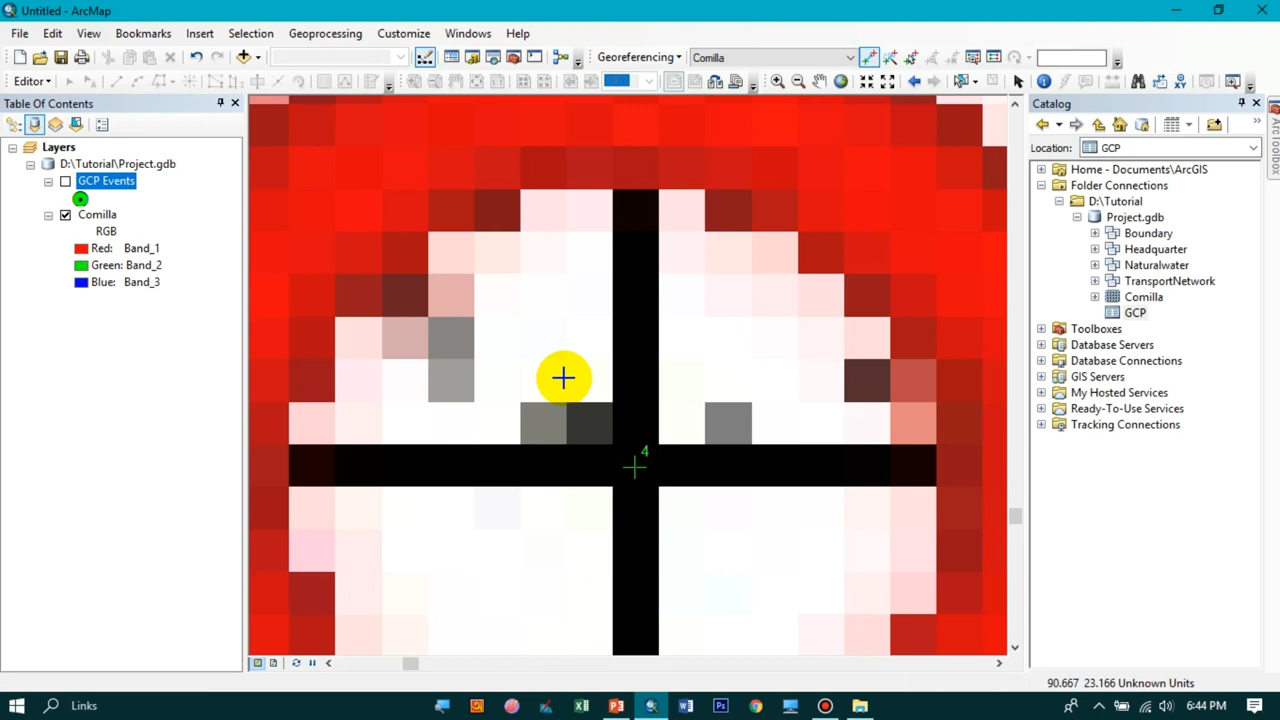 Untitled - ArcMap
File Edit View Bookmarks Insert Selection Geoprocessing Customize Windows Help
Georeferencing Comilla
Editor
Table Of Contents
Catalog
Layers
D:\Tutorial\Project.gdb
GCP Events
Comilla
RGB
Red: Band_1
Green: Band_2
Blue: Band_3
4
Location: GCP
Home - Documents\ArcGIS
Folder Connections
D:\Tutorial
Project.gdb
Boundary
Headquarter
Naturalwater
TransportNetwork
Comilla
GCP
Toolboxes
Database Servers
Database Connections
GIS Servers
My Hosted Services
Ready-To-Use Services
Tracking Connections
ArcToolbox
90.667 23.166 Unknown Units
Links
6:44 PM